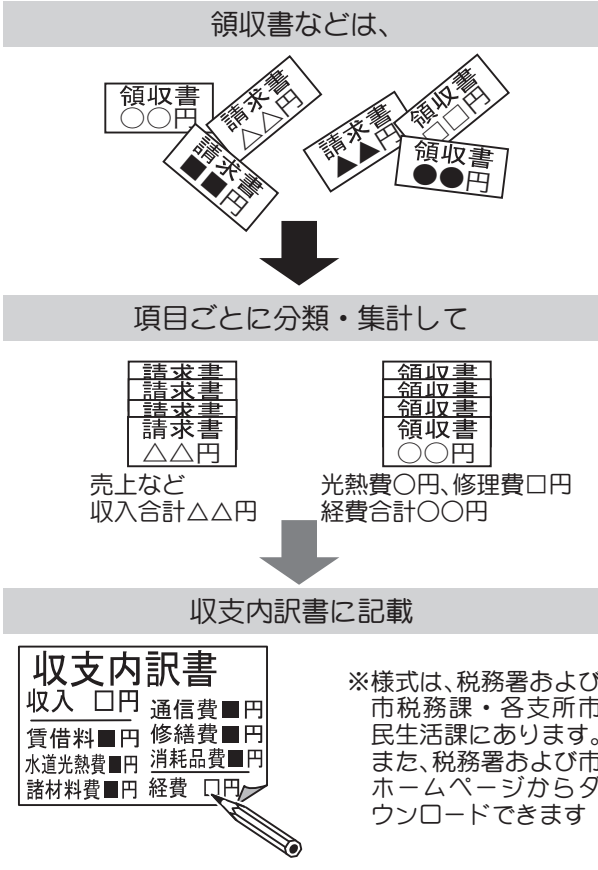 領収書などは、
領収書
○○円
請求書
△△円
請求書
■■円
請求書
▲▲円
領収書
□□円
領収書
●●円
項目ごとに分類・集計して
請求書
請求書
請求書
請求書
△△円
領収書
領収書
領収書
領収書
○○円
売上など
収入合計△△円
光熱費○円、修理費□円
経費合計○○円
収支内訳書に記載
収支内訳書
収入 □円
賃借料■円
水道光熱費■円
諸材料費■円
通信費■円
修繕費■円
消耗品費■円
経費 □円
※様式は、税務署および
市税務課・各支所市
民生活課にあります。
また、税務署および市
ホームページからダ
ウンロードできます